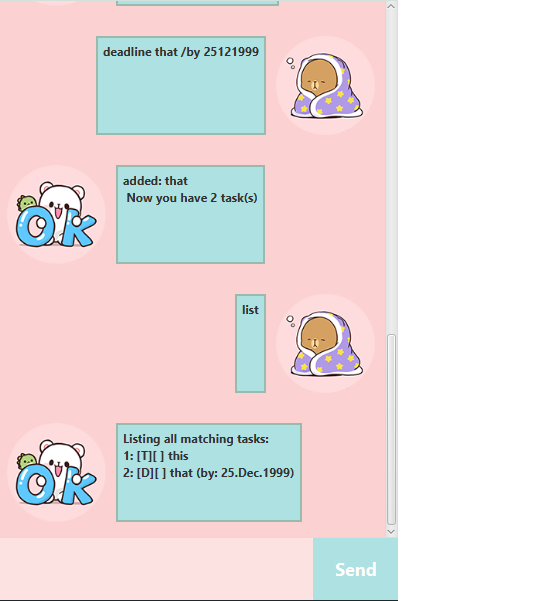 deadline that /by 25121999
added: that
Now you have 2 task(s)
OK
list
Listing all matching tasks:
1: [T][ ] this
2: [D][ ] that (by: 25.Dec.1999)
OK
Send